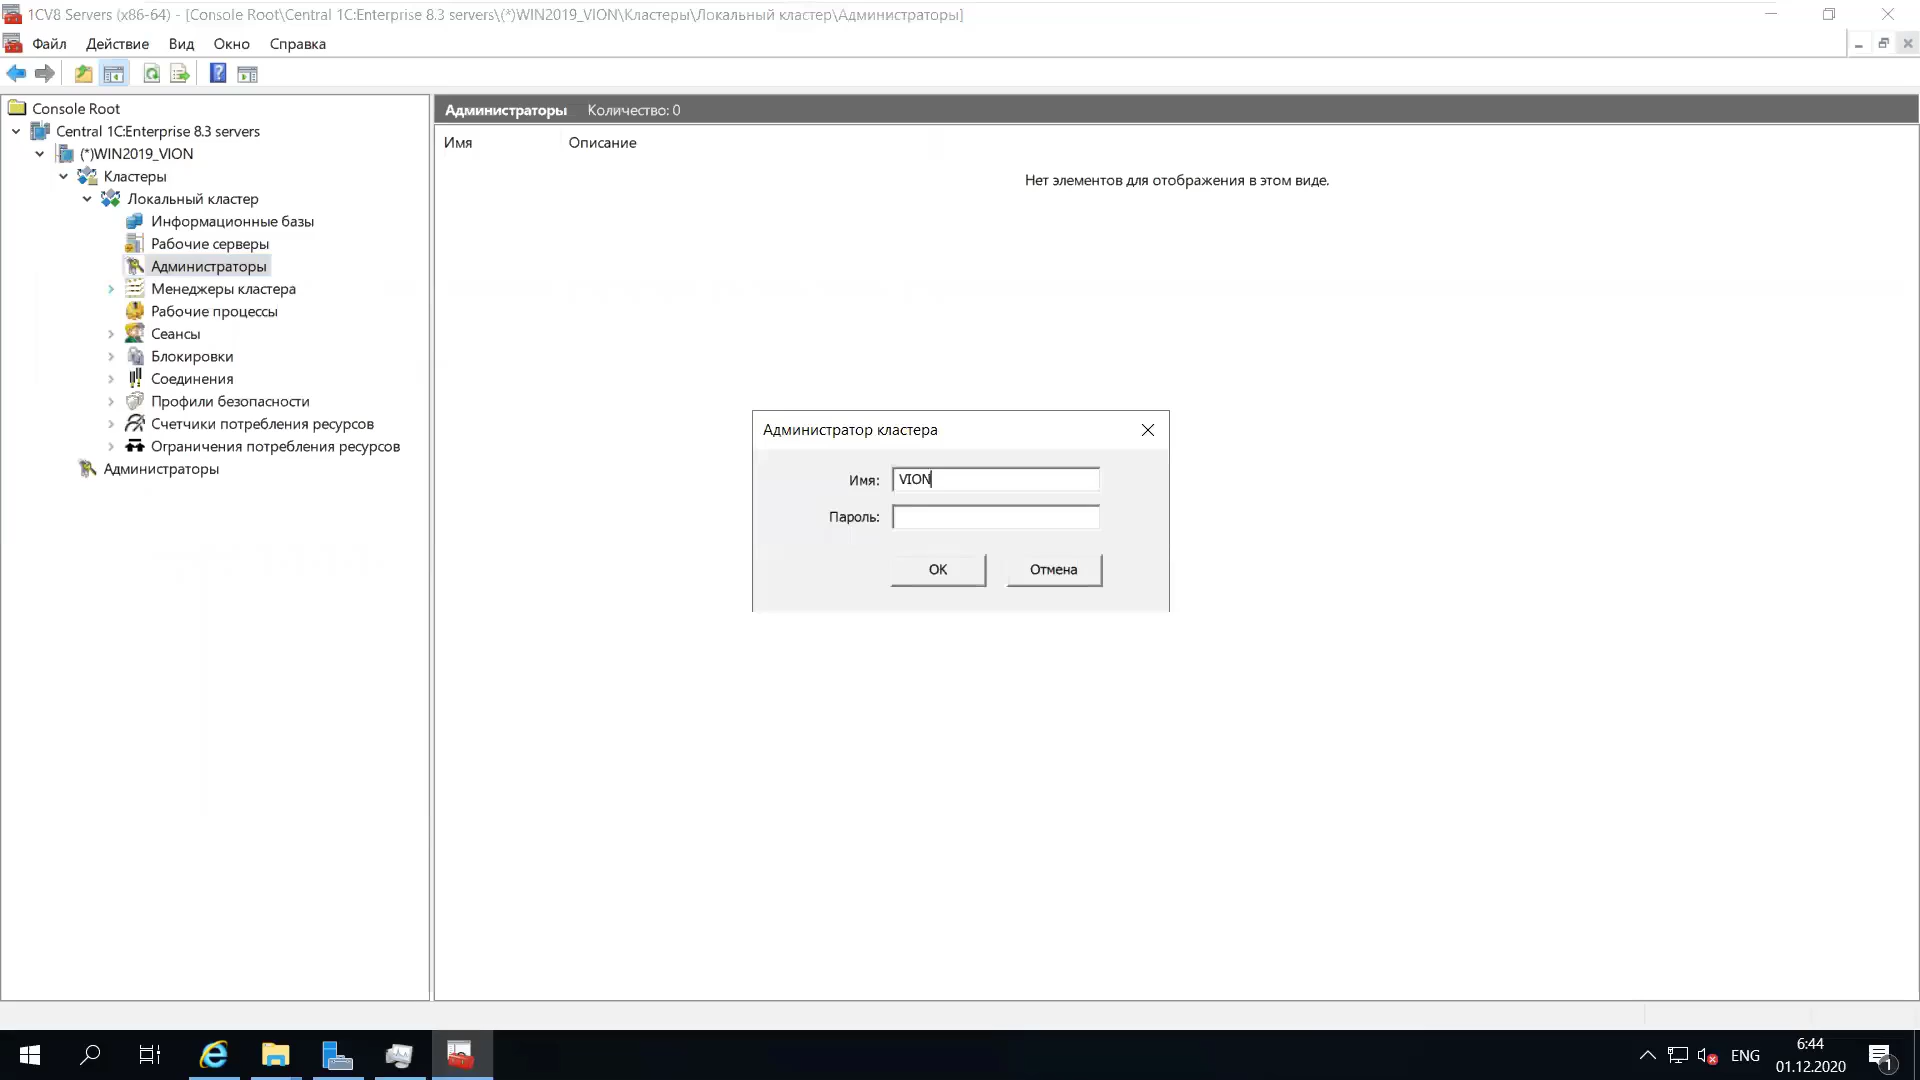 1CV8 Servers (x86-64) - [Console Root\Central 1C:Enterprise 8.3 servers\(*)WIN2019_VION\Кластеры\Локальный кластер\Администраторы]
Файл Действие Вид Окно Справка
Console Root
Central 1C:Enterprise 8.3 servers
(*)WIN2019_VION
Кластеры
Локальный кластер
Информационные базы
Рабочие серверы
Администраторы
Менеджеры кластера
Рабочие процессы
Сеансы
Блокировки
Соединения
Профили безопасности
Счетчики потребления ресурсов
Ограничения потребления ресурсов
Администраторы
Администраторы Количество: 0
Имя Описание
Нет элементов для отображения в этом виде.
Администратор кластера
Имя: VION
Пароль:
OK Отмена
ENG
6:44
01.12.2020
1